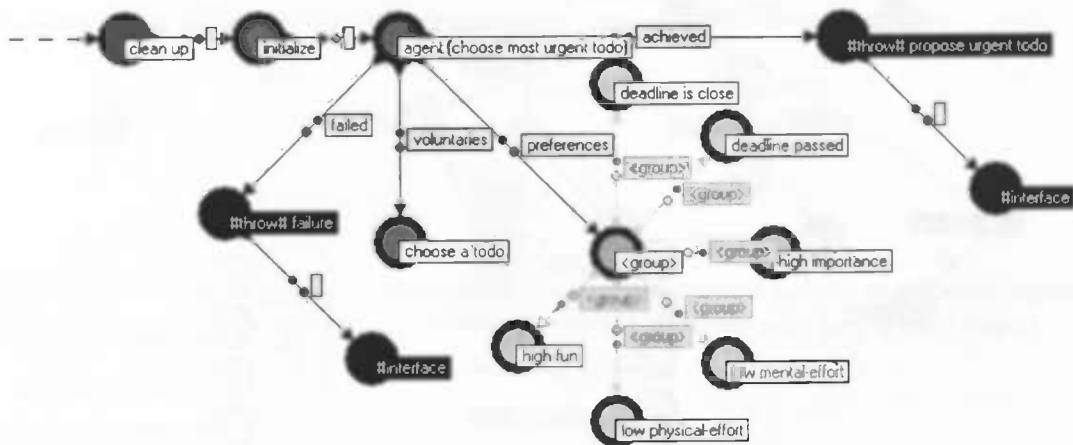 clean up
initialize
agent (choose most urgent todo)
achieved
##throw## propose urgent todo
deadline is close
failed
voluntaries
preferences
deadline passed
<group>
<group>
#interface
##throw## failure
choose a todo
<group>
<group>
high importance
<group>
<group>
<group>
high fun
#interface
low mental-effort
low physical-effort